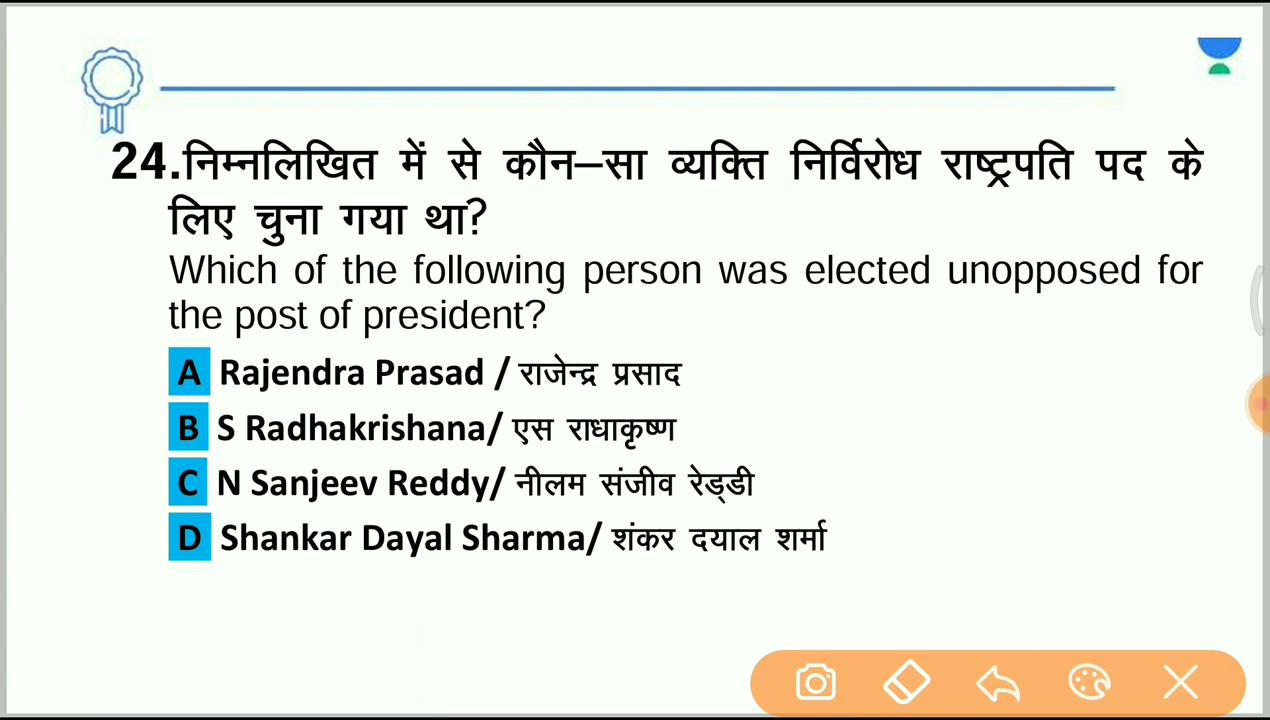 24.निम्नलिखित में से कौन–सा व्यक्ति निर्विरोध राष्ट्रपति पद के
लिए चुना गया था?
Which of the following person was elected unopposed for
the post of president?
A Rajendra Prasad / राजेन्द्र प्रसाद
B S Radhakrishana/ एस राधाकृष्ण
C N Sanjeev Reddy/ नीलम संजीव रेड्डी
D Shankar Dayal Sharma/ शंकर दयाल शर्मा